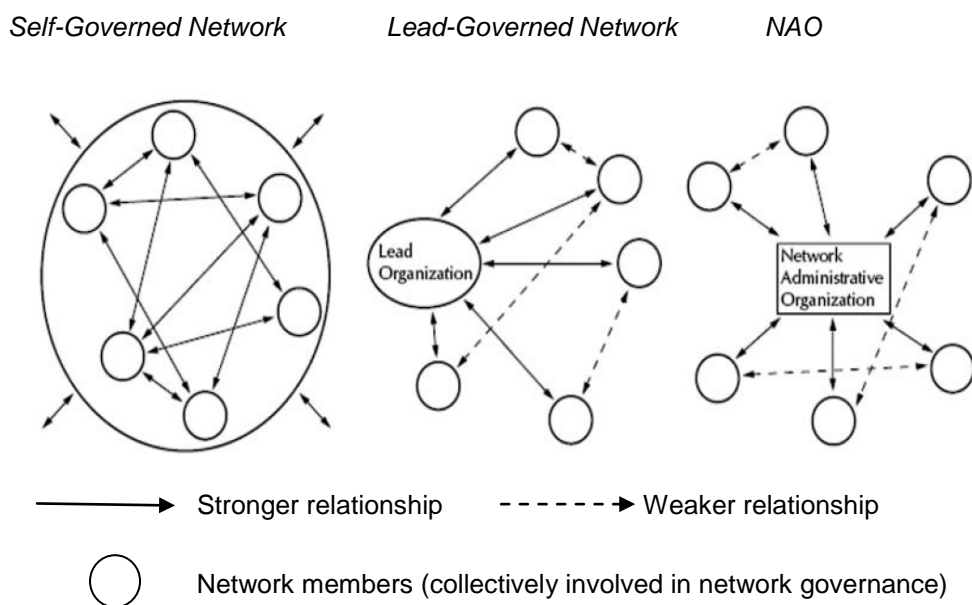 Self-Governed Network
Lead-Governed Network
NAO
Lead
Organization
Network
Administrative
Organization
Stronger relationship
Weaker relationship
Network members (collectively involved in network governance)